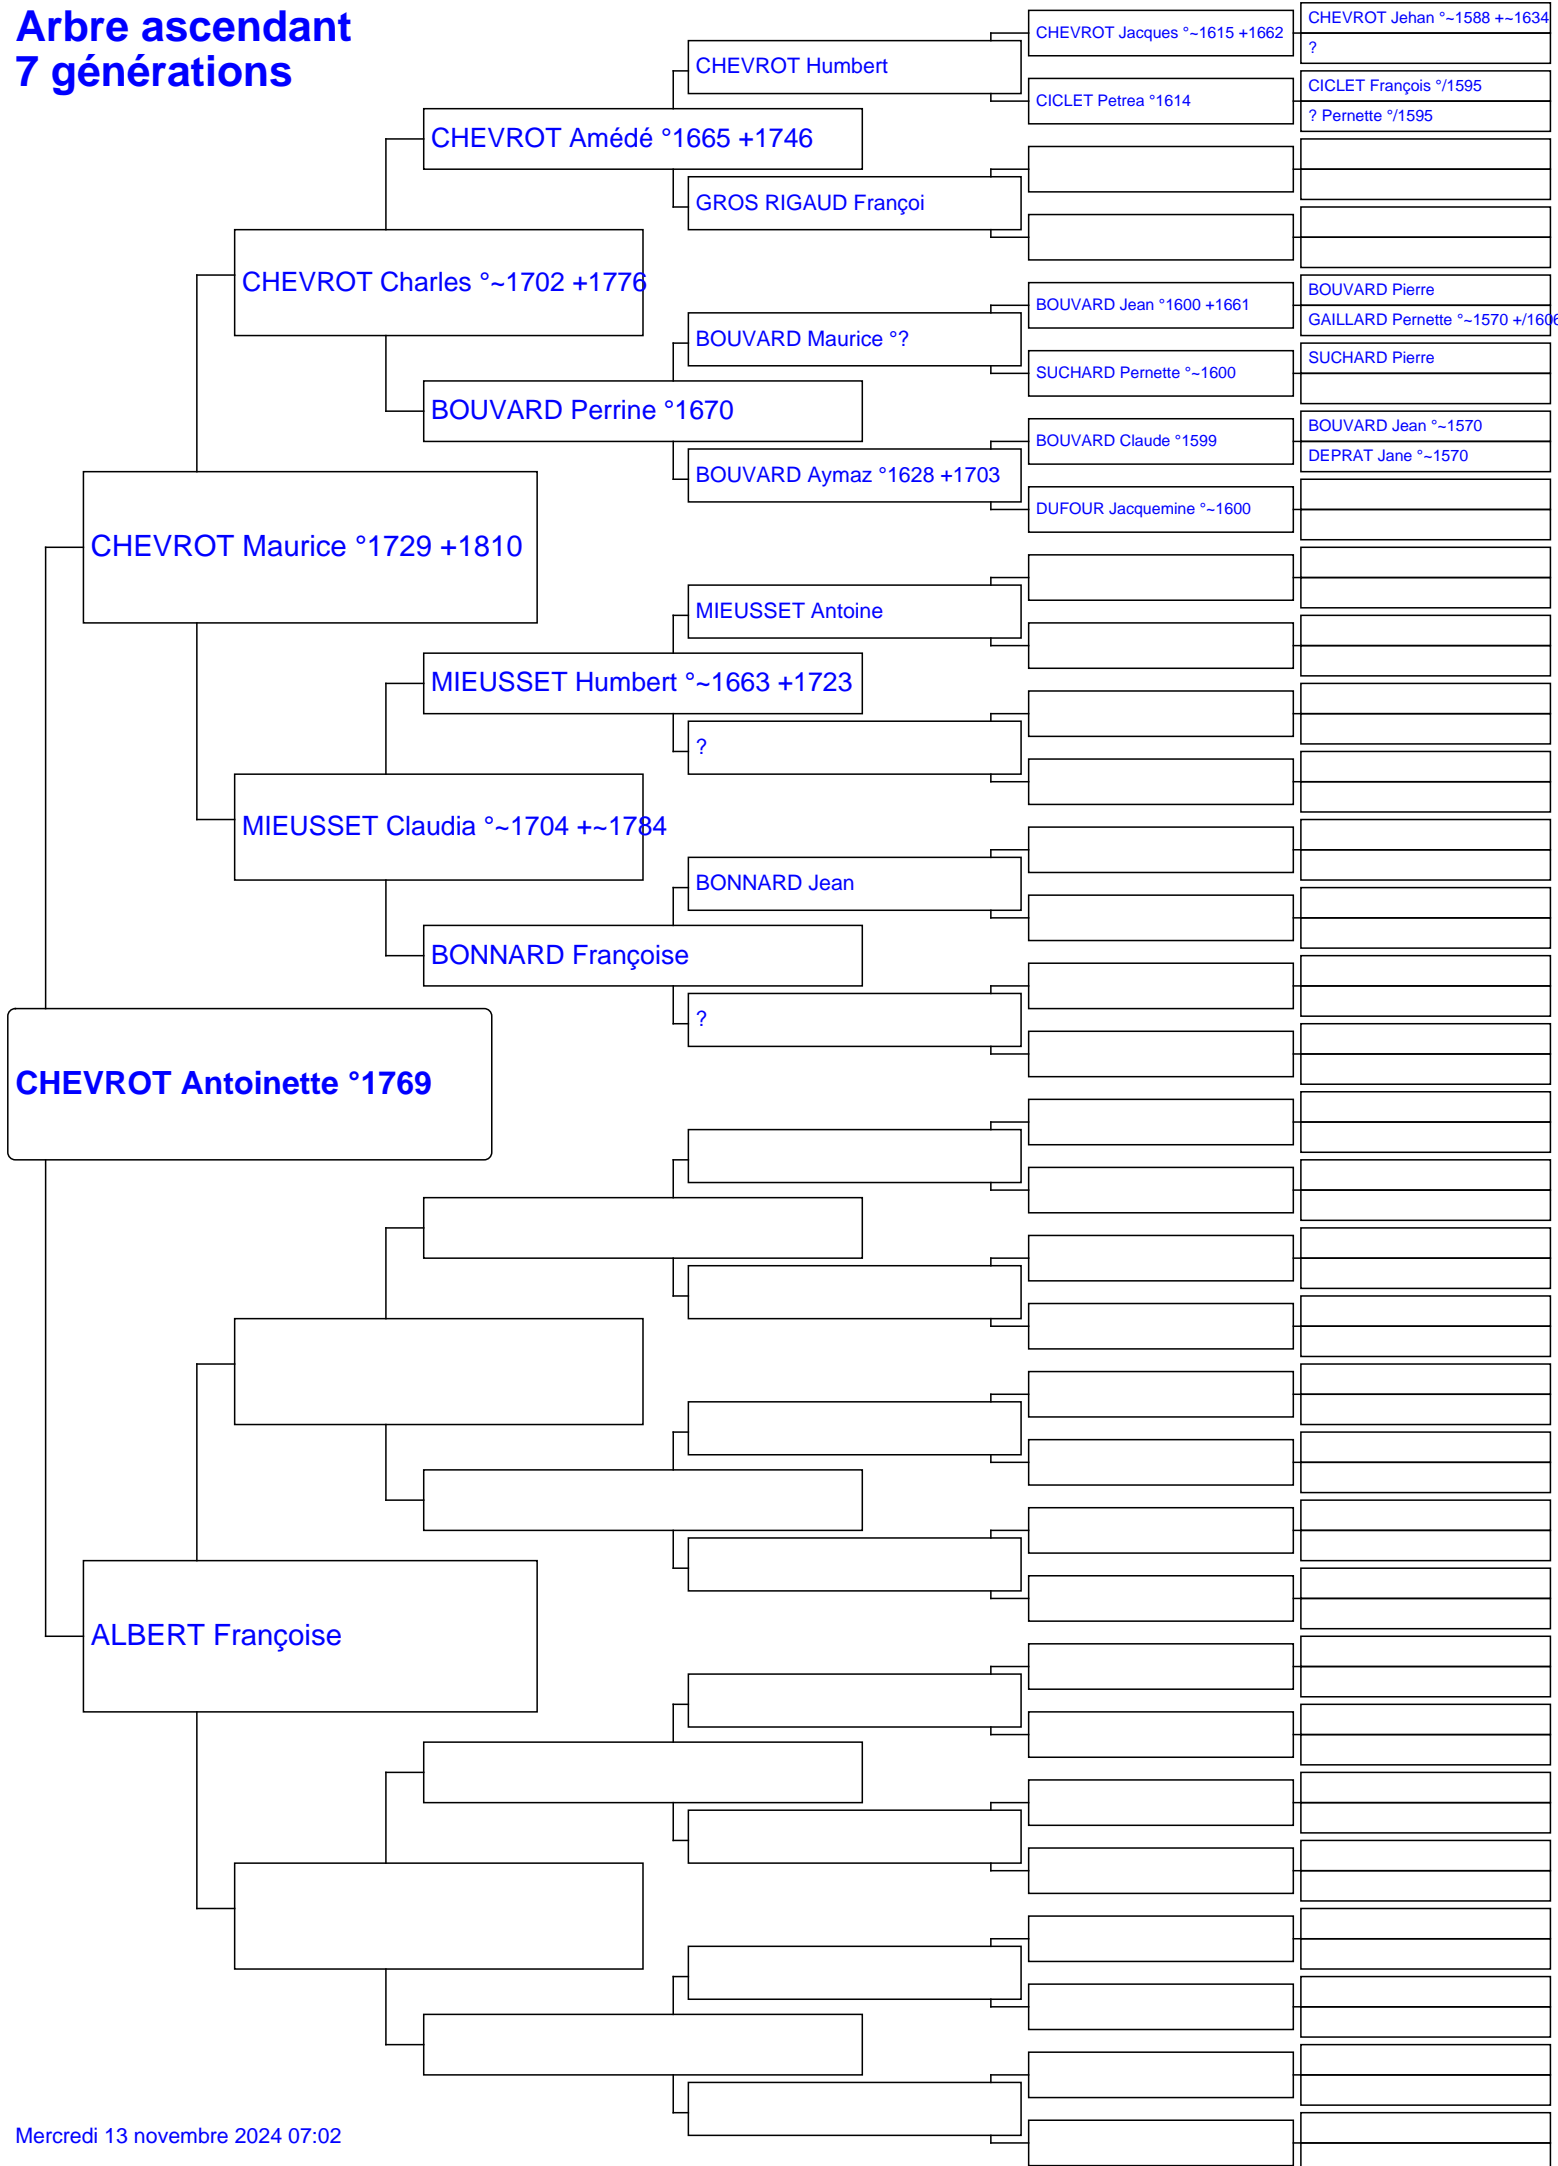 Arbre ascendant
7 générations
CHEVROT Jehan °~1588 +~1634
CHEVROT Jacques °~1615 +1662
?
CHEVROT Humbert
CICLET François °/1595
CICLET Petrea °1614
? Pernette °/1595
CHEVROT Amédé °1665 +1746
GROS RIGAUD Françoi
CHEVROT Charles °~1702 +1776
BOUVARD Pierre
BOUVARD Jean °1600 +1661
GAILLARD Pernette °~1570 +/1606
BOUVARD Maurice °?
SUCHARD Pierre
SUCHARD Pernette °~1600
BOUVARD Perrine °1670
BOUVARD Jean °~1570
BOUVARD Claude °1599
DEPRAT Jane °~1570
BOUVARD Aymaz °1628 +1703
DUFOUR Jacquemine °~1600
CHEVROT Maurice °1729 +1810
MIEUSSET Antoine
MIEUSSET Humbert °~1663 +1723
?
MIEUSSET Claudia °~1704 +~1784
BONNARD Jean
BONNARD Françoise
?
CHEVROT Antoinette °1769
ALBERT Françoise
Mercredi 13 novembre 2024 07:02